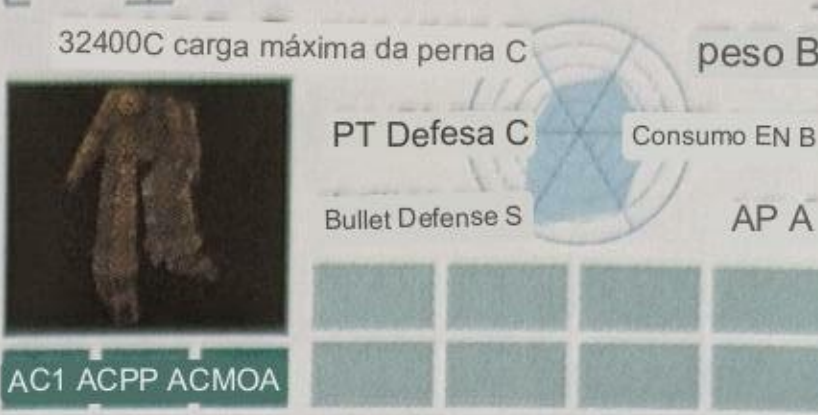 32400C carga máxima da perna C
peso B
PT Defesa C
Consumo EN B
Bullet Defense S
AP A
AC1 ACPP ACMOA